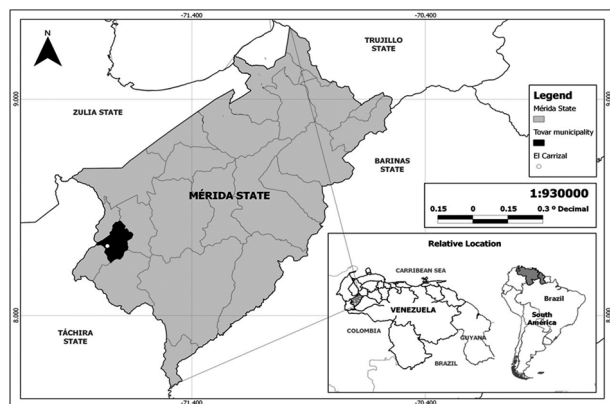 -71.400
-70.400
N
TRUJILLO
STATE
9.000
9.000
ZULIA STATE
Legend
Mérida State
Tovar municipality
El Carrizal
BARINAS
STATE
MÉRIDA STATE
1:930000
0.15 0 0.15 0.3 º Decimal
Relative Location
CARRIBEAN SEA
VENEZUELA
COLOMBIA
GUYANA
BRAZIL
Brazil
South
América
8.000
8.000
TÁCHIRA
STATE
-71.400
-70.400